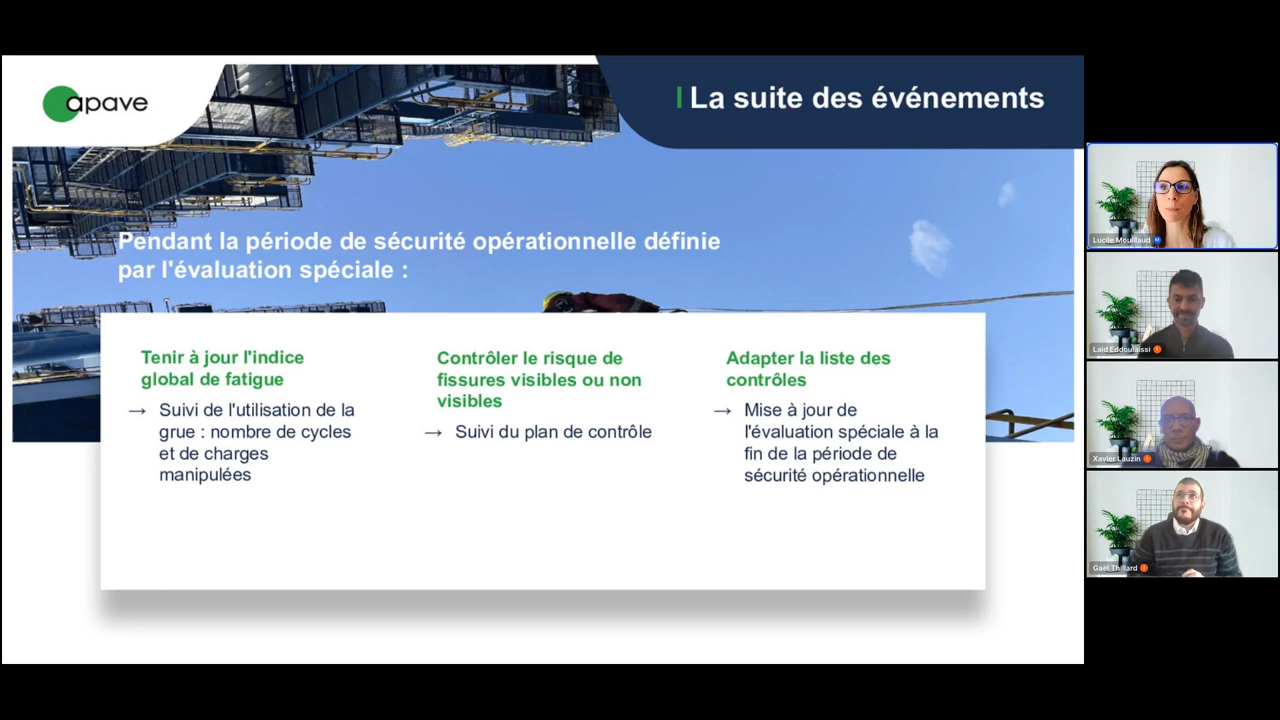 apave
La suite des événements
Pendant la période de sécurité opérationnelle définie
par l'évaluation spéciale :
Tenir à jour l'indice
global de fatigue
→ Suivi de l'utilisation de la
grue : nombre de cycles
et de charges
manipulées
Contrôler le risque de
fissures visibles ou non
visibles
→ Suivi du plan de contrôle
Adapter la liste des
contrôles
→ Mise à jour de
l'évaluation spéciale à la
fin de la période de
sécurité opérationnelle
Lucile Mouillaud M
Laid Eddoulaissi
Xavier Lauzin
Gaël Thillard